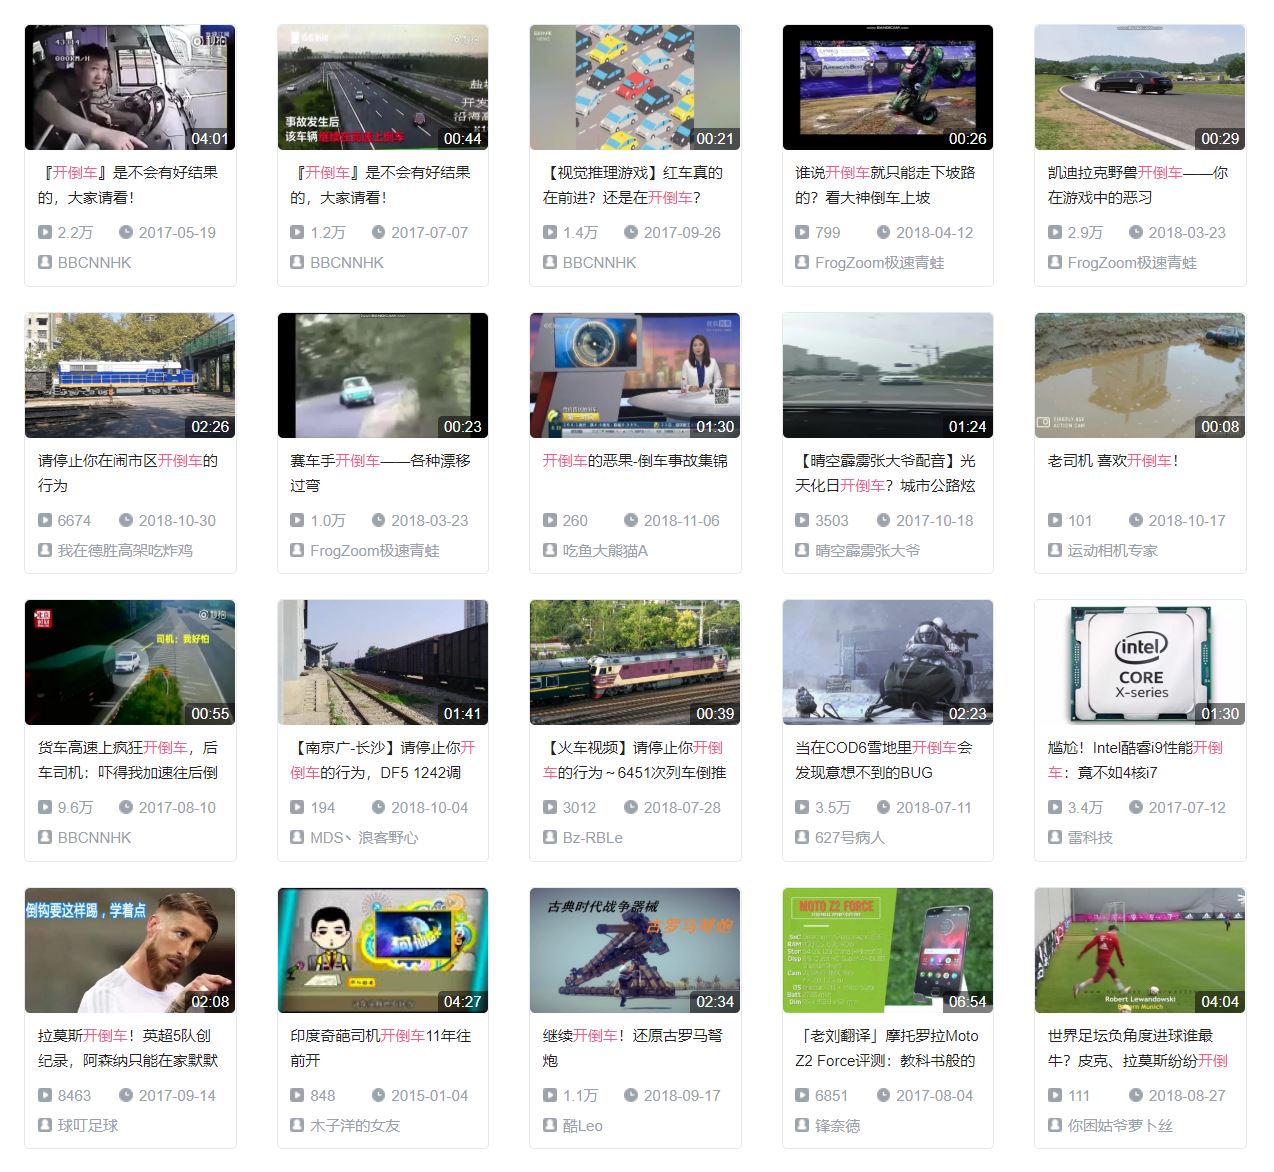 04:01
『开倒车』是不会有好结果
的，大家请看！
2.2万 2017-05-19
BBCNNHK
事故发生后
该车辆继续在高速上倒车
00:44
『开倒车』是不会有好结果
的，大家请看！
1.2万 2017-07-07
BBCNNHK
00:21
【视觉推理游戏】红车真的
在前进？还是在开倒车？
1.4万 2017-09-26
BBCNNHK
00:26
谁说开倒车就只能走下坡路
的？看大神倒车上坡
799 2018-04-12
FrogZoom极速青蛙
00:29
凯迪拉克野兽开倒车——你
在游戏中的恶习
2.9万 2018-03-23
FrogZoom极速青蛙
02:26
请停止你在闹市区开倒车的
行为
6674 2018-10-30
我在德胜高架吃炸鸡
00:23
赛车手开倒车——各种漂移
过弯
1.0万 2018-03-23
FrogZoom极速青蛙
01:30
开倒车的恶果-倒车事故集锦
260 2018-11-06
吃鱼大熊猫A
01:24
【晴空霹雳张大爷配音】光
天化日开倒车？城市公路炫
3503 2017-10-18
晴空霹雳张大爷
FIREFLY 8SE
ACTION CAM
00:08
老司机 喜欢开倒车！
101 2018-10-17
运动相机专家
司机：我好怕
00:55
货车高速上疯狂开倒车，后
车司机：吓得我加速往后倒
9.6万 2017-08-10
BBCNNHK
01:41
【南京广-长沙】请停止你开
倒车的行为，DF5 1242调
194 2018-10-04
MDS丶浪客野心
00:39
【火车视频】请停止你开倒
车的行为～6451次列车倒推
3012 2018-07-28
Bz-RBLe
02:23
当在COD6雪地里开倒车会
发现意想不到的BUG
3.5万 2018-07-11
627号病人
intel
CORE
X-series
01:30
尴尬！Intel酷睿i9性能开倒
车：竟不如4核i7
3.4万 2017-07-12
雷科技
倒钩要这样踢，学着点
02:08
拉莫斯开倒车！英超5队创
纪录，阿森纳只能在家默默
8463 2017-09-14
球叮足球
04:27
印度奇葩司机开倒车11年往
前开
848 2015-01-04
木子洋的女友
古典时代战争器械
古罗马弩炮
02:34
继续开倒车！还原古罗马弩
炮
1.1万 2018-09-17
酷Leo
MOTO Z2 FORCE
06:54
「老刘翻译」摩托罗拉Moto
Z2 Force评测：教科书般的
6851 2017-08-04
锋奈德
Robert Lewandowski
Bayern Munich
04:04
世界足坛负角度进球谁最
牛？皮克、拉莫斯纷纷开倒
111 2018-08-27
你困姑爷萝卜丝